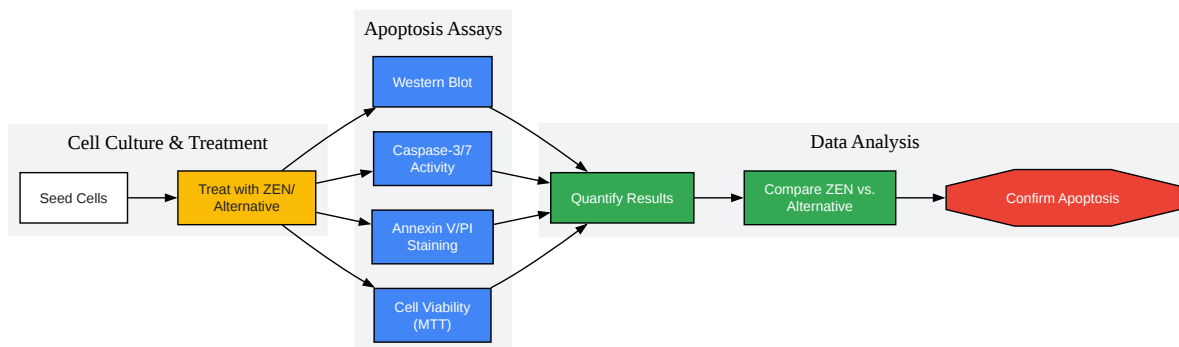 Cell Culture & Treatment
Seed Cells
Treat with ZEN/
Alternative
Apoptosis Assays
Western Blot
Caspase-3/7
Activity
Annexin V/PI
Staining
Cell Viability
(MTT)
Data Analysis
Quantify Results
Compare ZEN vs.
Alternative
Confirm Apoptosis